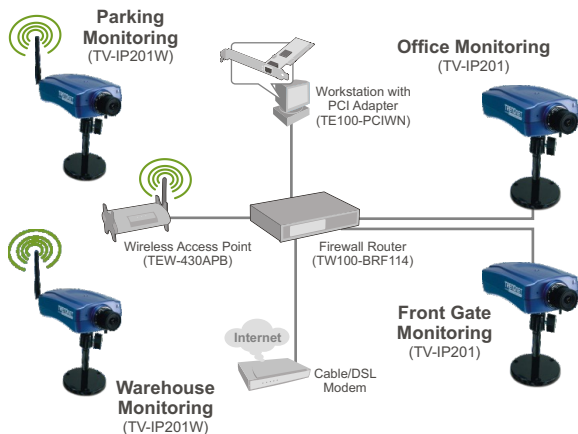 Parking
Monitoring
(TV-IP201W)
Office Monitoring
(TV-IP201)
Workstation with
PCI Adapter
(TE100-PCIWN)
Wireless Access Point
(TEW-430APB)
Firewall Router
(TW100-BRF114)
Internet
Cable/DSL
Modem
Front Gate
Monitoring
(TV-IP201)
Warehouse
Monitoring
(TV-IP201W)